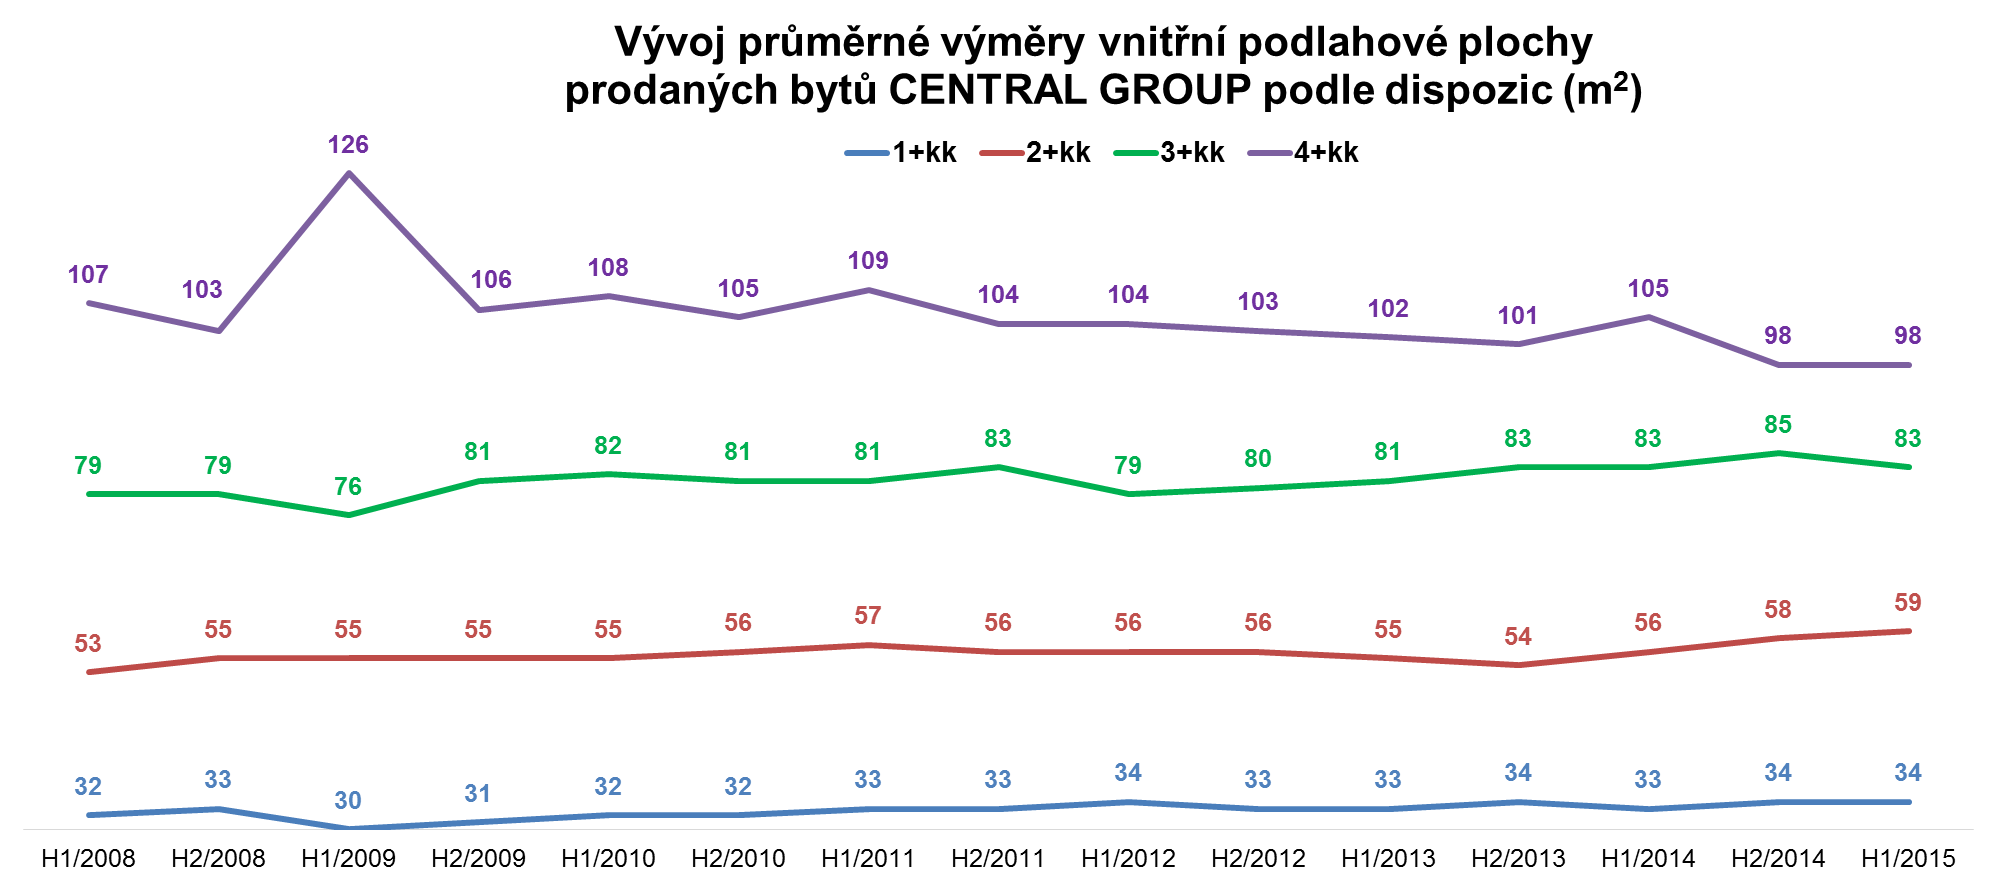 Vývoj průměrné výměry vnitřní podlahové plochy
prodaných bytů CENTRAL GROUP podle dispozic (m²)
1+kk 2+kk 3+kk 4+kk
107 103 126 106 108 105 109 104 104 103 102 101 105 98 98
79 79 76 81 82 81 81 83 79 80 81 83 83 85 83
53 55 55 55 55 56 57 56 56 56 55 54 56 58 59
32 33 30 31 32 32 33 33 34 33 33 34 33 34 34
H1/2008 H2/2008 H1/2009 H2/2009 H1/2010 H2/2010 H1/2011 H2/2011 H1/2012 H2/2012 H1/2013 H2/2013 H1/2014 H2/2014 H1/2015